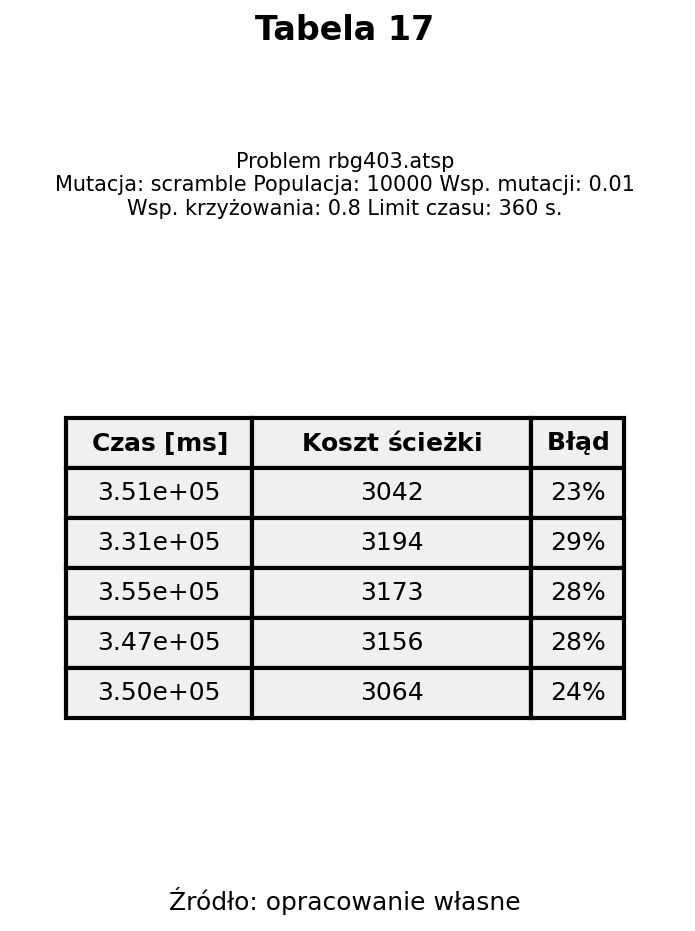 Tabela 17
Problem rbg403.atsp
Mutacja: scramble Populacja: 10000 Wsp. mutacji: 0.01
Wsp. krzyżowania: 0.8 Limit czasu: 360 s.
Czas [ms] Koszt ścieżki Błąd
3.51e+05 3042 23%
3.31e+05 3194 29%
3.55e+05 3173 28%
3.47e+05 3156 28%
3.50e+05 3064 24%
Źródło: opracowanie własne